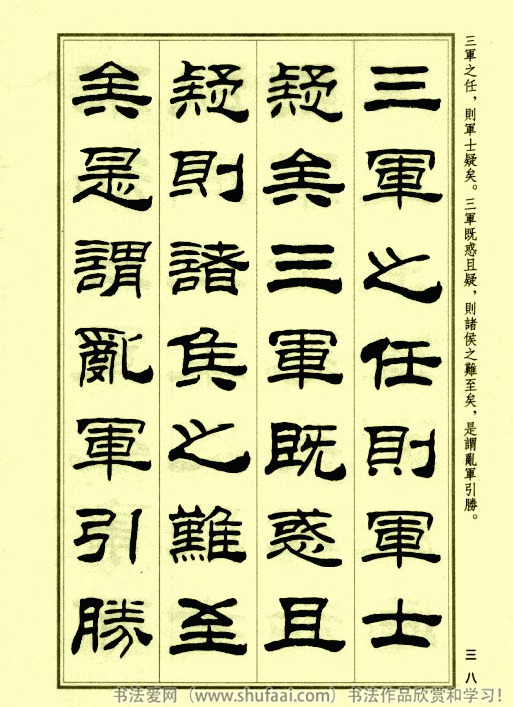 三軍之任，則軍士疑矣。三軍既惑且疑，則諸侯之難至矣，是謂亂軍引勝。
三軍之任則軍士
疑矣三軍既惑且
疑則諸侯之難至
矣是謂亂軍引勝
三八
书法爱网（www.shufaai.com）书法作品欣赏和学习！